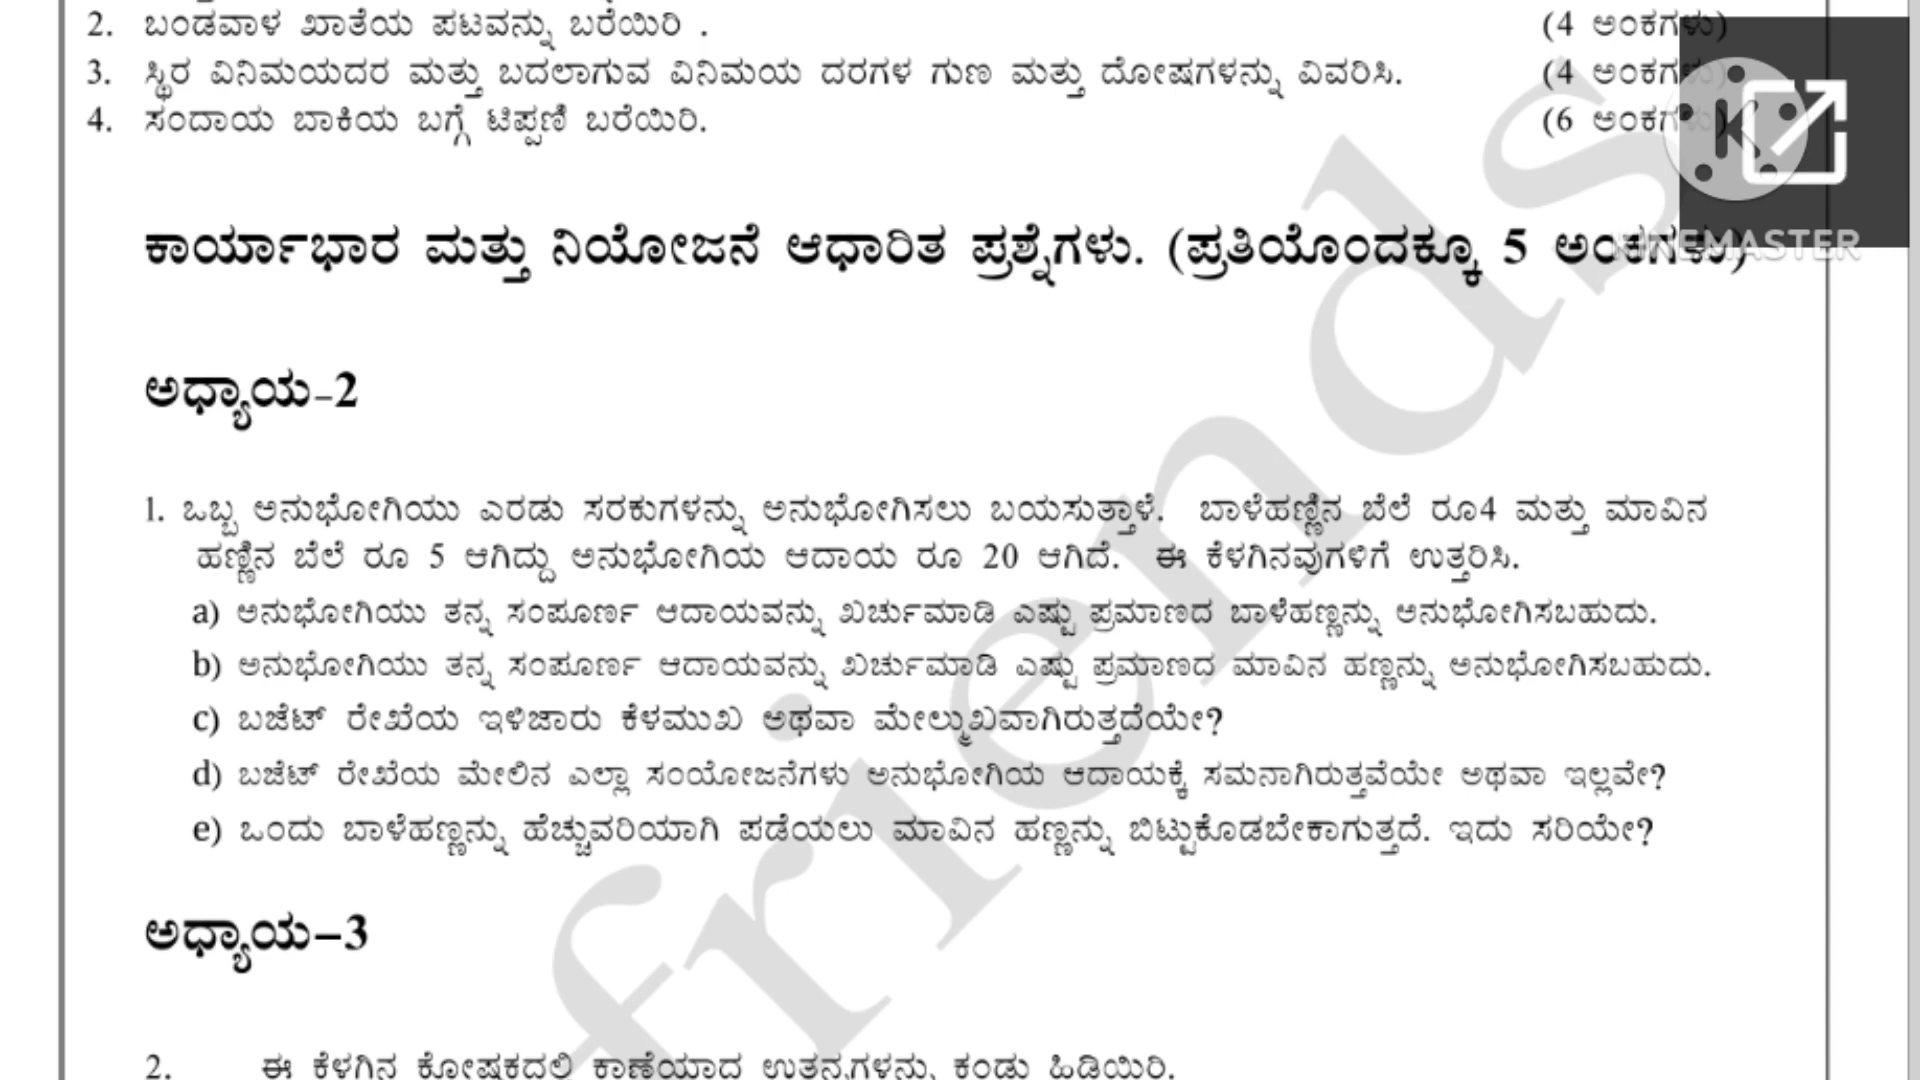 2. ಬಂಡವಾಳ ಖಾತೆಯ ಪಟವನ್ನು ಬರೆಯಿರಿ . (4 ಅಂಕಗಳು)
3. ಸ್ಥಿರ ವಿನಿಮಯದರ ಮತ್ತು ಬದಲಾಗುವ ವಿನಿಮಯ ದರಗಳ ಗುಣ ಮತ್ತು ದೋಷಗಳನ್ನು ವಿವರಿಸಿ. (4 ಅಂಕಗ
4. ಸಂದಾಯ ಬಾಕಿಯ ಬಗ್ಗೆ ಟಿಪ್ಪಣಿ ಬರೆಯಿರಿ. (6 ಅಂಕಗಳು)
ಕಾರ್ಯಾಭಾರ ಮತ್ತು ನಿಯೋಜನೆ ಆಧಾರಿತ ಪ್ರಶ್ನೆಗಳು. (ಪ್ರತಿಯೊಂದಕ್ಕೂ 5 ಅಂಕಗಳು)
KINEMASTER
ಅಧ್ಯಾಯ-2
1. ಒಬ್ಬ ಅನುಭೋಗಿಯು ಎರಡು ಸರಕುಗಳನ್ನು ಅನುಭೋಗಿಸಲು ಬಯಸುತ್ತಾಳೆ. ಬಾಳೆಹಣ್ಣಿನ ಬೆಲೆ ರೂ4 ಮತ್ತು ಮಾವಿನ
ಹಣ್ಣಿನ ಬೆಲೆ ರೂ 5 ಆಗಿದ್ದು ಅನುಭೋಗಿಯ ಆದಾಯ ರೂ 20 ಆಗಿದೆ. ಈ ಕೆಳಗಿನವುಗಳಿಗೆ ಉತ್ತರಿಸಿ.
a) ಅನುಭೋಗಿಯು ತನ್ನ ಸಂಪೂರ್ಣ ಆದಾಯವನ್ನು ಖರ್ಚುಮಾಡಿ ಎಷ್ಟು ಪ್ರಮಾಣದ ಬಾಳೆಹಣ್ಣನ್ನು ಅನುಭೋಗಿಸಬಹುದು.
b) ಅನುಭೋಗಿಯು ತನ್ನ ಸಂಪೂರ್ಣ ಆದಾಯವನ್ನು ಖರ್ಚುಮಾಡಿ ಎಷ್ಟು ಪ್ರಮಾಣದ ಮಾವಿನ ಹಣ್ಣನ್ನು ಅನುಭೋಗಿಸಬಹುದು.
c) ಬಜೆಟ್ ರೇಖೆಯ ಇಳಿಜಾರು ಕೆಳಮುಖ ಅಥವಾ ಮೇಲ್ಮುಖವಾಗಿರುತ್ತದೆಯೇ?
d) ಬಜೆಟ್ ರೇಖೆಯ ಮೇಲಿನ ಎಲ್ಲಾ ಸಂಯೋಜನೆಗಳು ಅನುಭೋಗಿಯ ಆದಾಯಕ್ಕೆ ಸಮನಾಗಿರುತ್ತವೆಯೇ ಅಥವಾ ಇಲ್ಲವೇ?
e) ಒಂದು ಬಾಳೆಹಣ್ಣನ್ನು ಹೆಚ್ಚುವರಿಯಾಗಿ ಪಡೆಯಲು ಮಾವಿನ ಹಣ್ಣನ್ನು ಬಿಟ್ಟುಕೊಡಬೇಕಾಗುತ್ತದೆ. ಇದು ಸರಿಯೇ?
ಅಧ್ಯಾಯ–3
2. ಈ ಕೆಳಗಿನ ಕೋಷ್ಟಕದಲ್ಲಿ ಕಾಣೆಯಾದ ಉತ್ಪನ್ನಗಳನ್ನು ಕಂಡು ಹಿಡಿಯಿರಿ.
friends